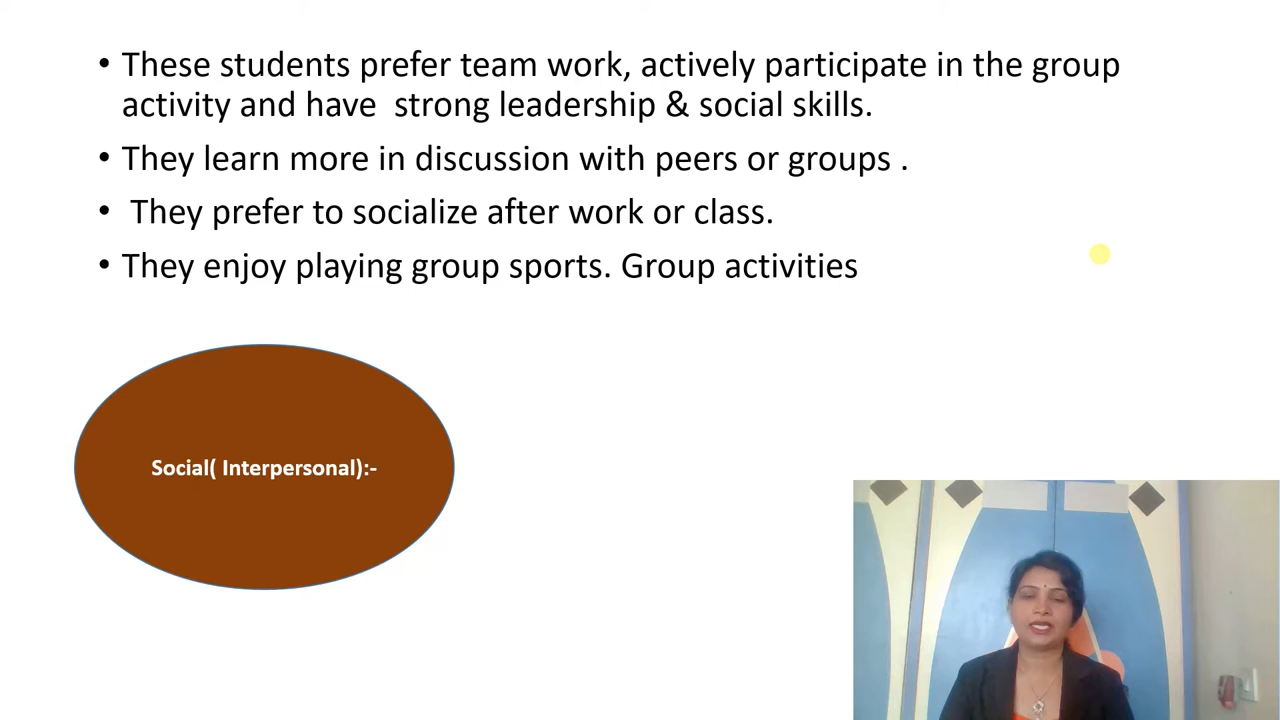 • These students prefer team work, actively participate in the group
activity and have  strong leadership & social skills.
• They learn more in discussion with peers or groups .
•  They prefer to socialize after work or class.
• They enjoy playing group sports. Group activities
Social( Interpersonal):-